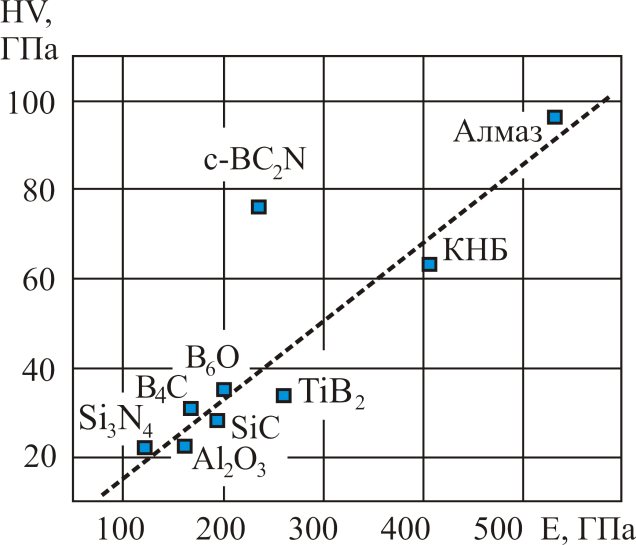 HV,
ГПа
100
Алмаз
c-BC₂N
80
КНБ
60
B₆O
40
B₄C
TiB₂
Si₃N₄
SiC
20
Al₂O₃
100 200 300 400 500 E, ГПа